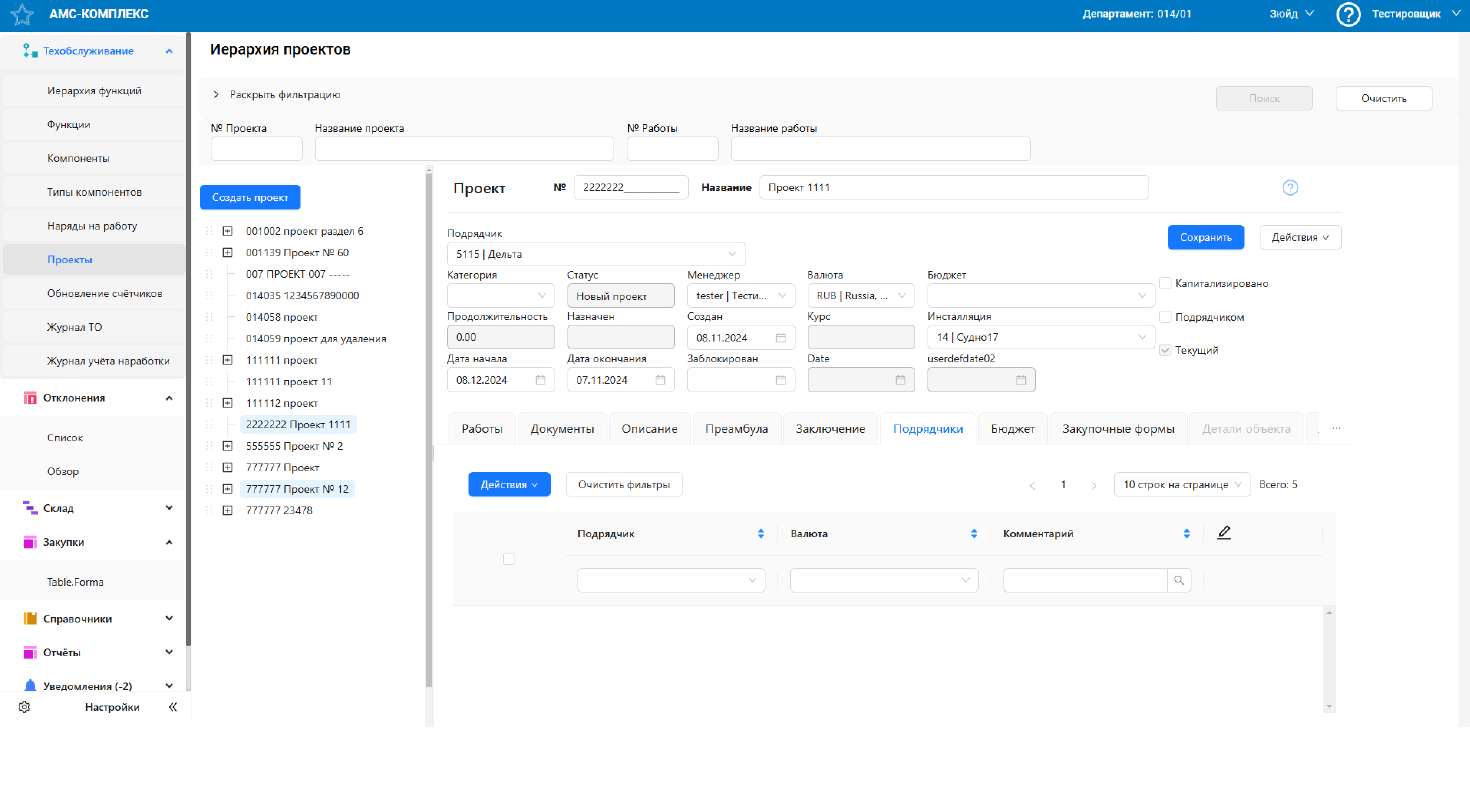 АМС-КОМПЛЕКС
Департамент: 014/01
Зюйд
Тестировщик
Техобслуживание
Иерархия функций
Функции
Компоненты
Типы компонентов
Наряды на работу
Проекты
Обновление счётчиков
Журнал ТО
Журнал учёта наработки
Отклонения
Список
Обзор
Склад
Закупки
Table.Forma
Справочники
Отчёты
Уведомления (-2)
Настройки
Иерархия проектов
Раскрыть фильтрацию
Поиск
Очистить
№ Проекта
Название проекта
№ Работы
Название работы
Создать проект
001002 проект раздел 6
001139 Проект № 60
007 ПРОЕКТ 007 -----
014035 1234567890000
014058 проект
014059 проект для удаления
111111 проект
111111 проект 11
111112 проект
2222222 Проект 1111
555555 Проект № 2
777777 Проект
777777 Проект № 12
777777 23478
Проект
№
2222222___________
Название
Проект 1111
Подрядчик
5115 | Дельта
Сохранить
Действия
Категория
Статус
Менеджер
Валюта
Бюджет
Новый проект
tester | Тести...
RUB | Russia, ...
Капитализировано
Продолжительность
Назначен
Создан
Курс
Инсталляция
0.00
08.11.2024
14 | Судно17
Подрядчиком
Дата начала
Дата окончания
Заблокирован
Date
userdefdate02
08.12.2024
07.11.2024
Текущий
Работы
Документы
Описание
Преамбула
Заключение
Подрядчики
Бюджет
Закупочные формы
Детали объекта
...
Действия
Очистить фильтры
1
10 строк на странице
Всего: 5
Подрядчик
Валюта
Комментарий